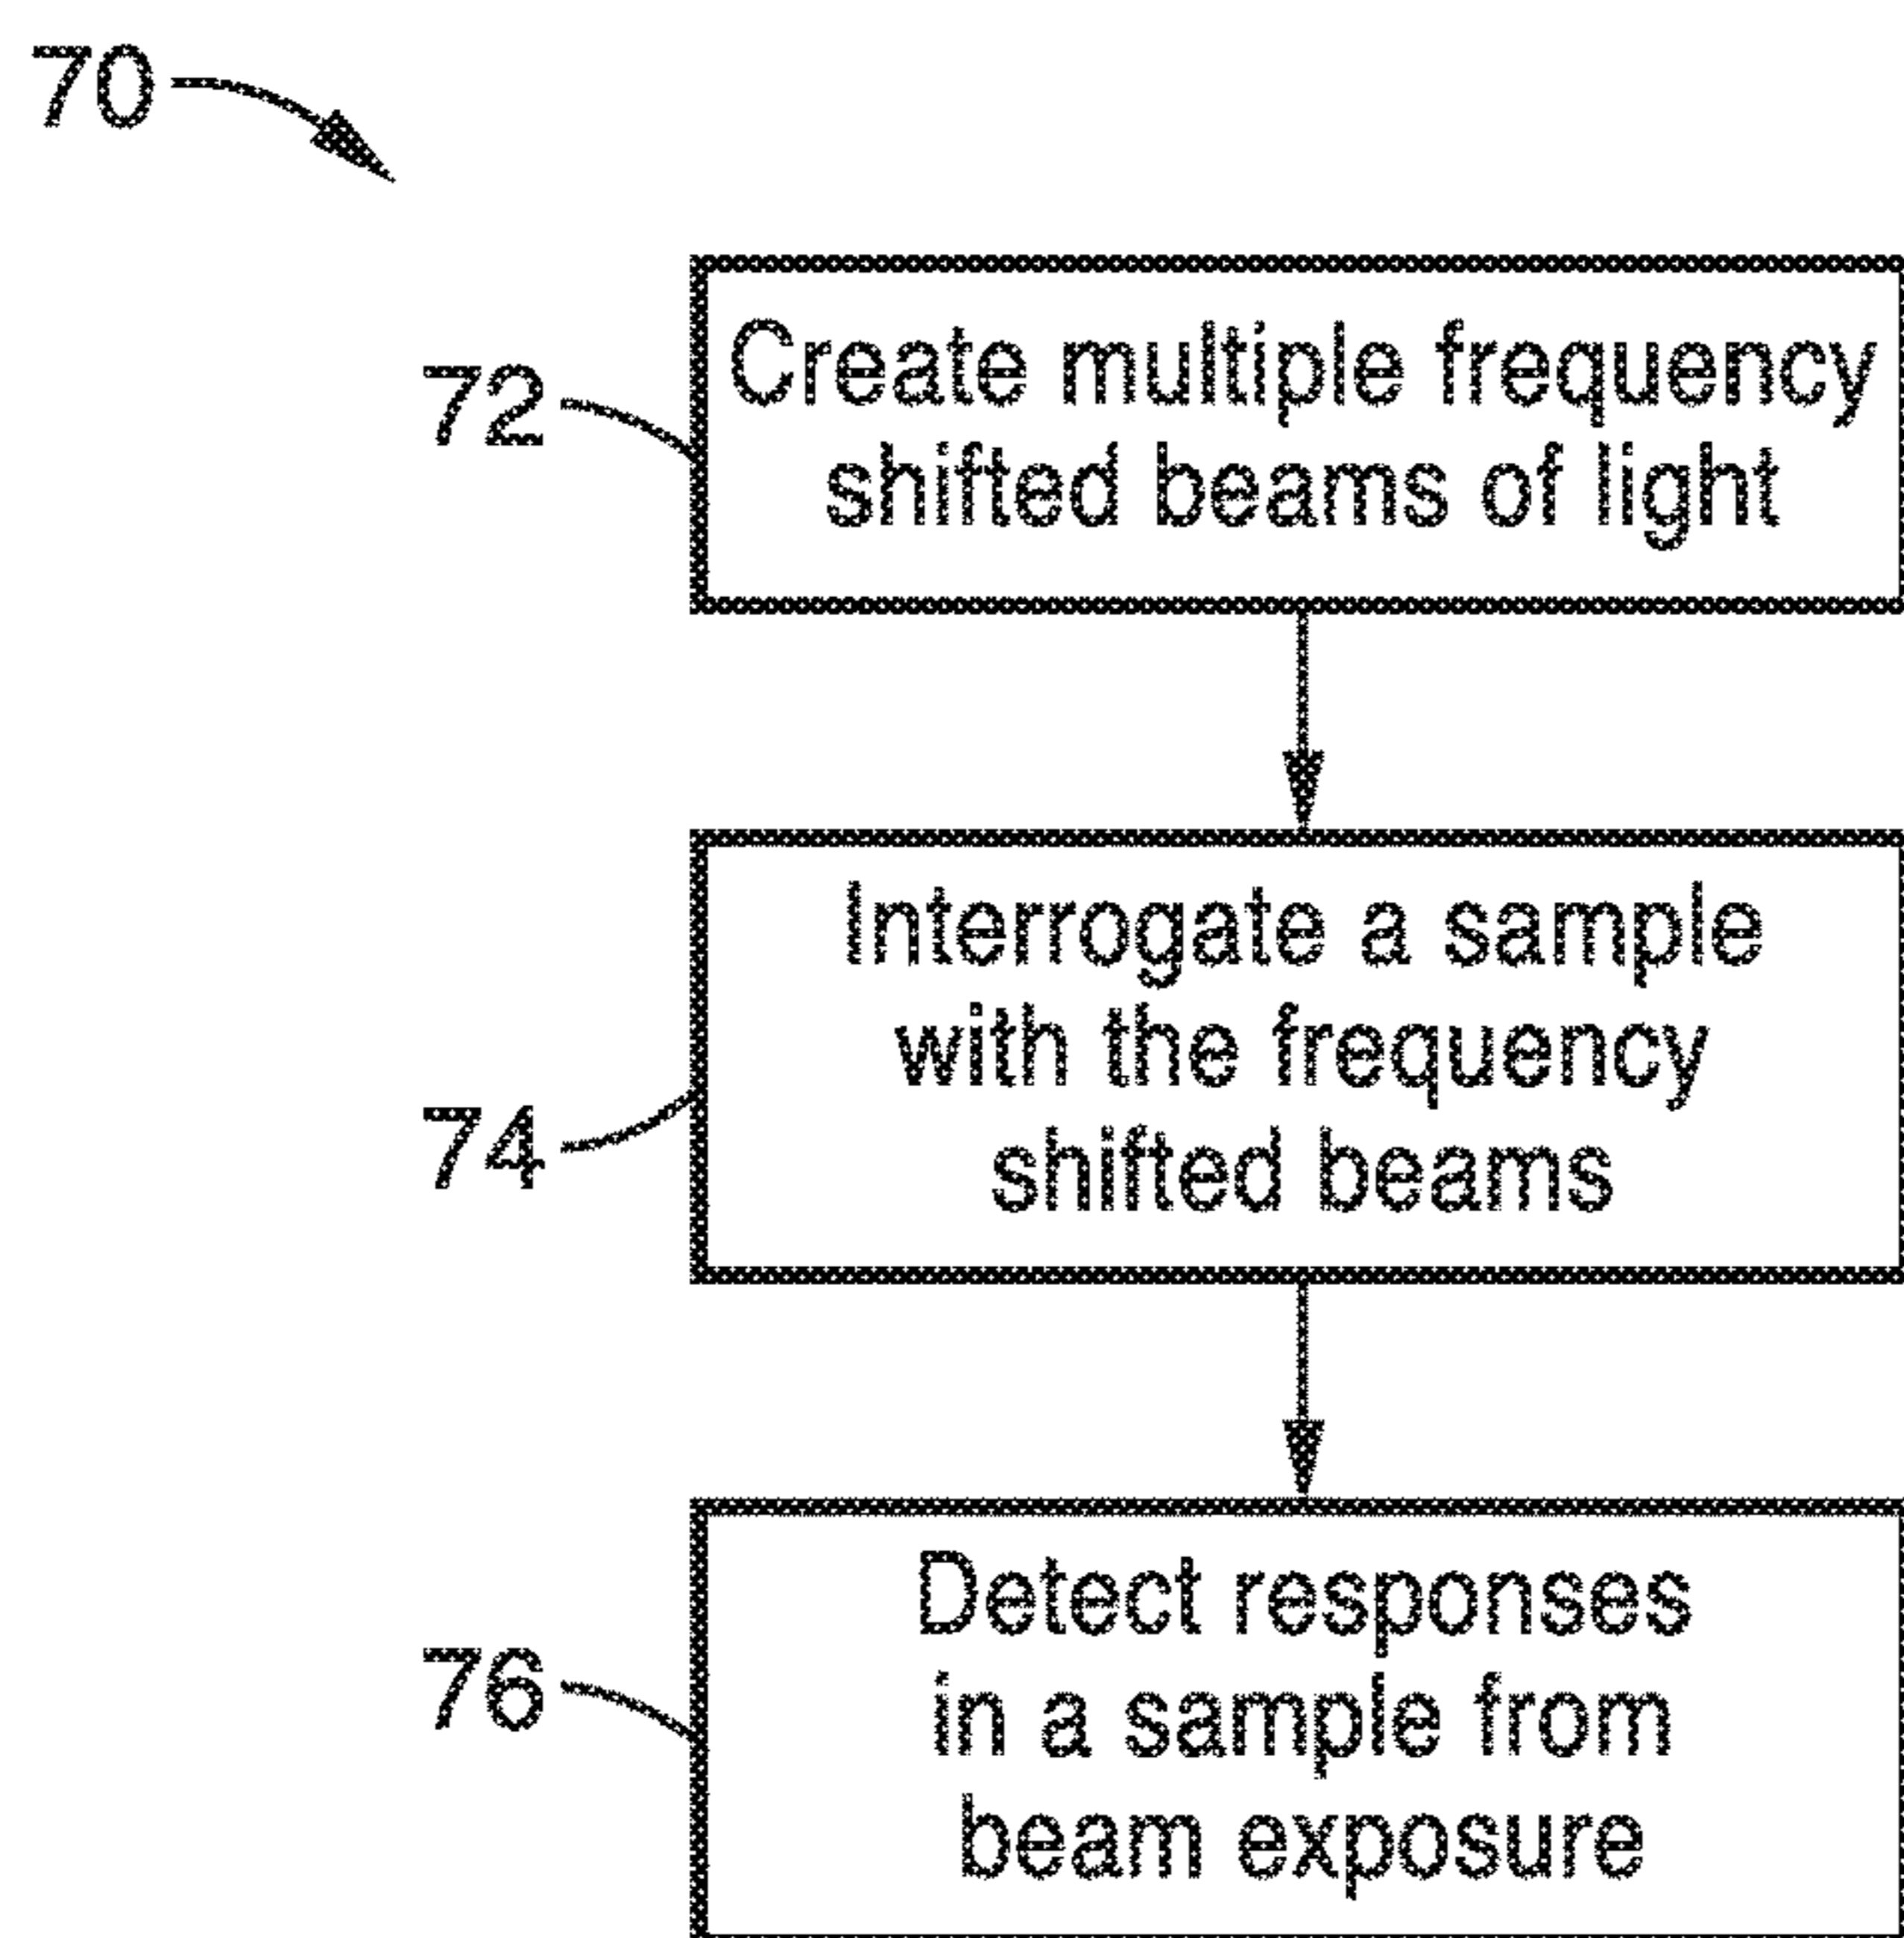 70
72
Create multiple frequency
shifted beams of light
74
Interrogate a sample
with the frequency
shifted beams
76
Detect responses
in a sample from
beam exposure